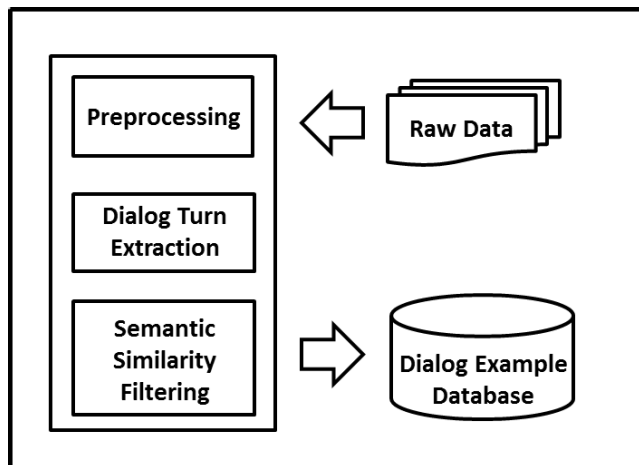 Preprocessing
Raw Data
Dialog Turn
Extraction
Semantic
Similarity
Filtering
Dialog Example
Database